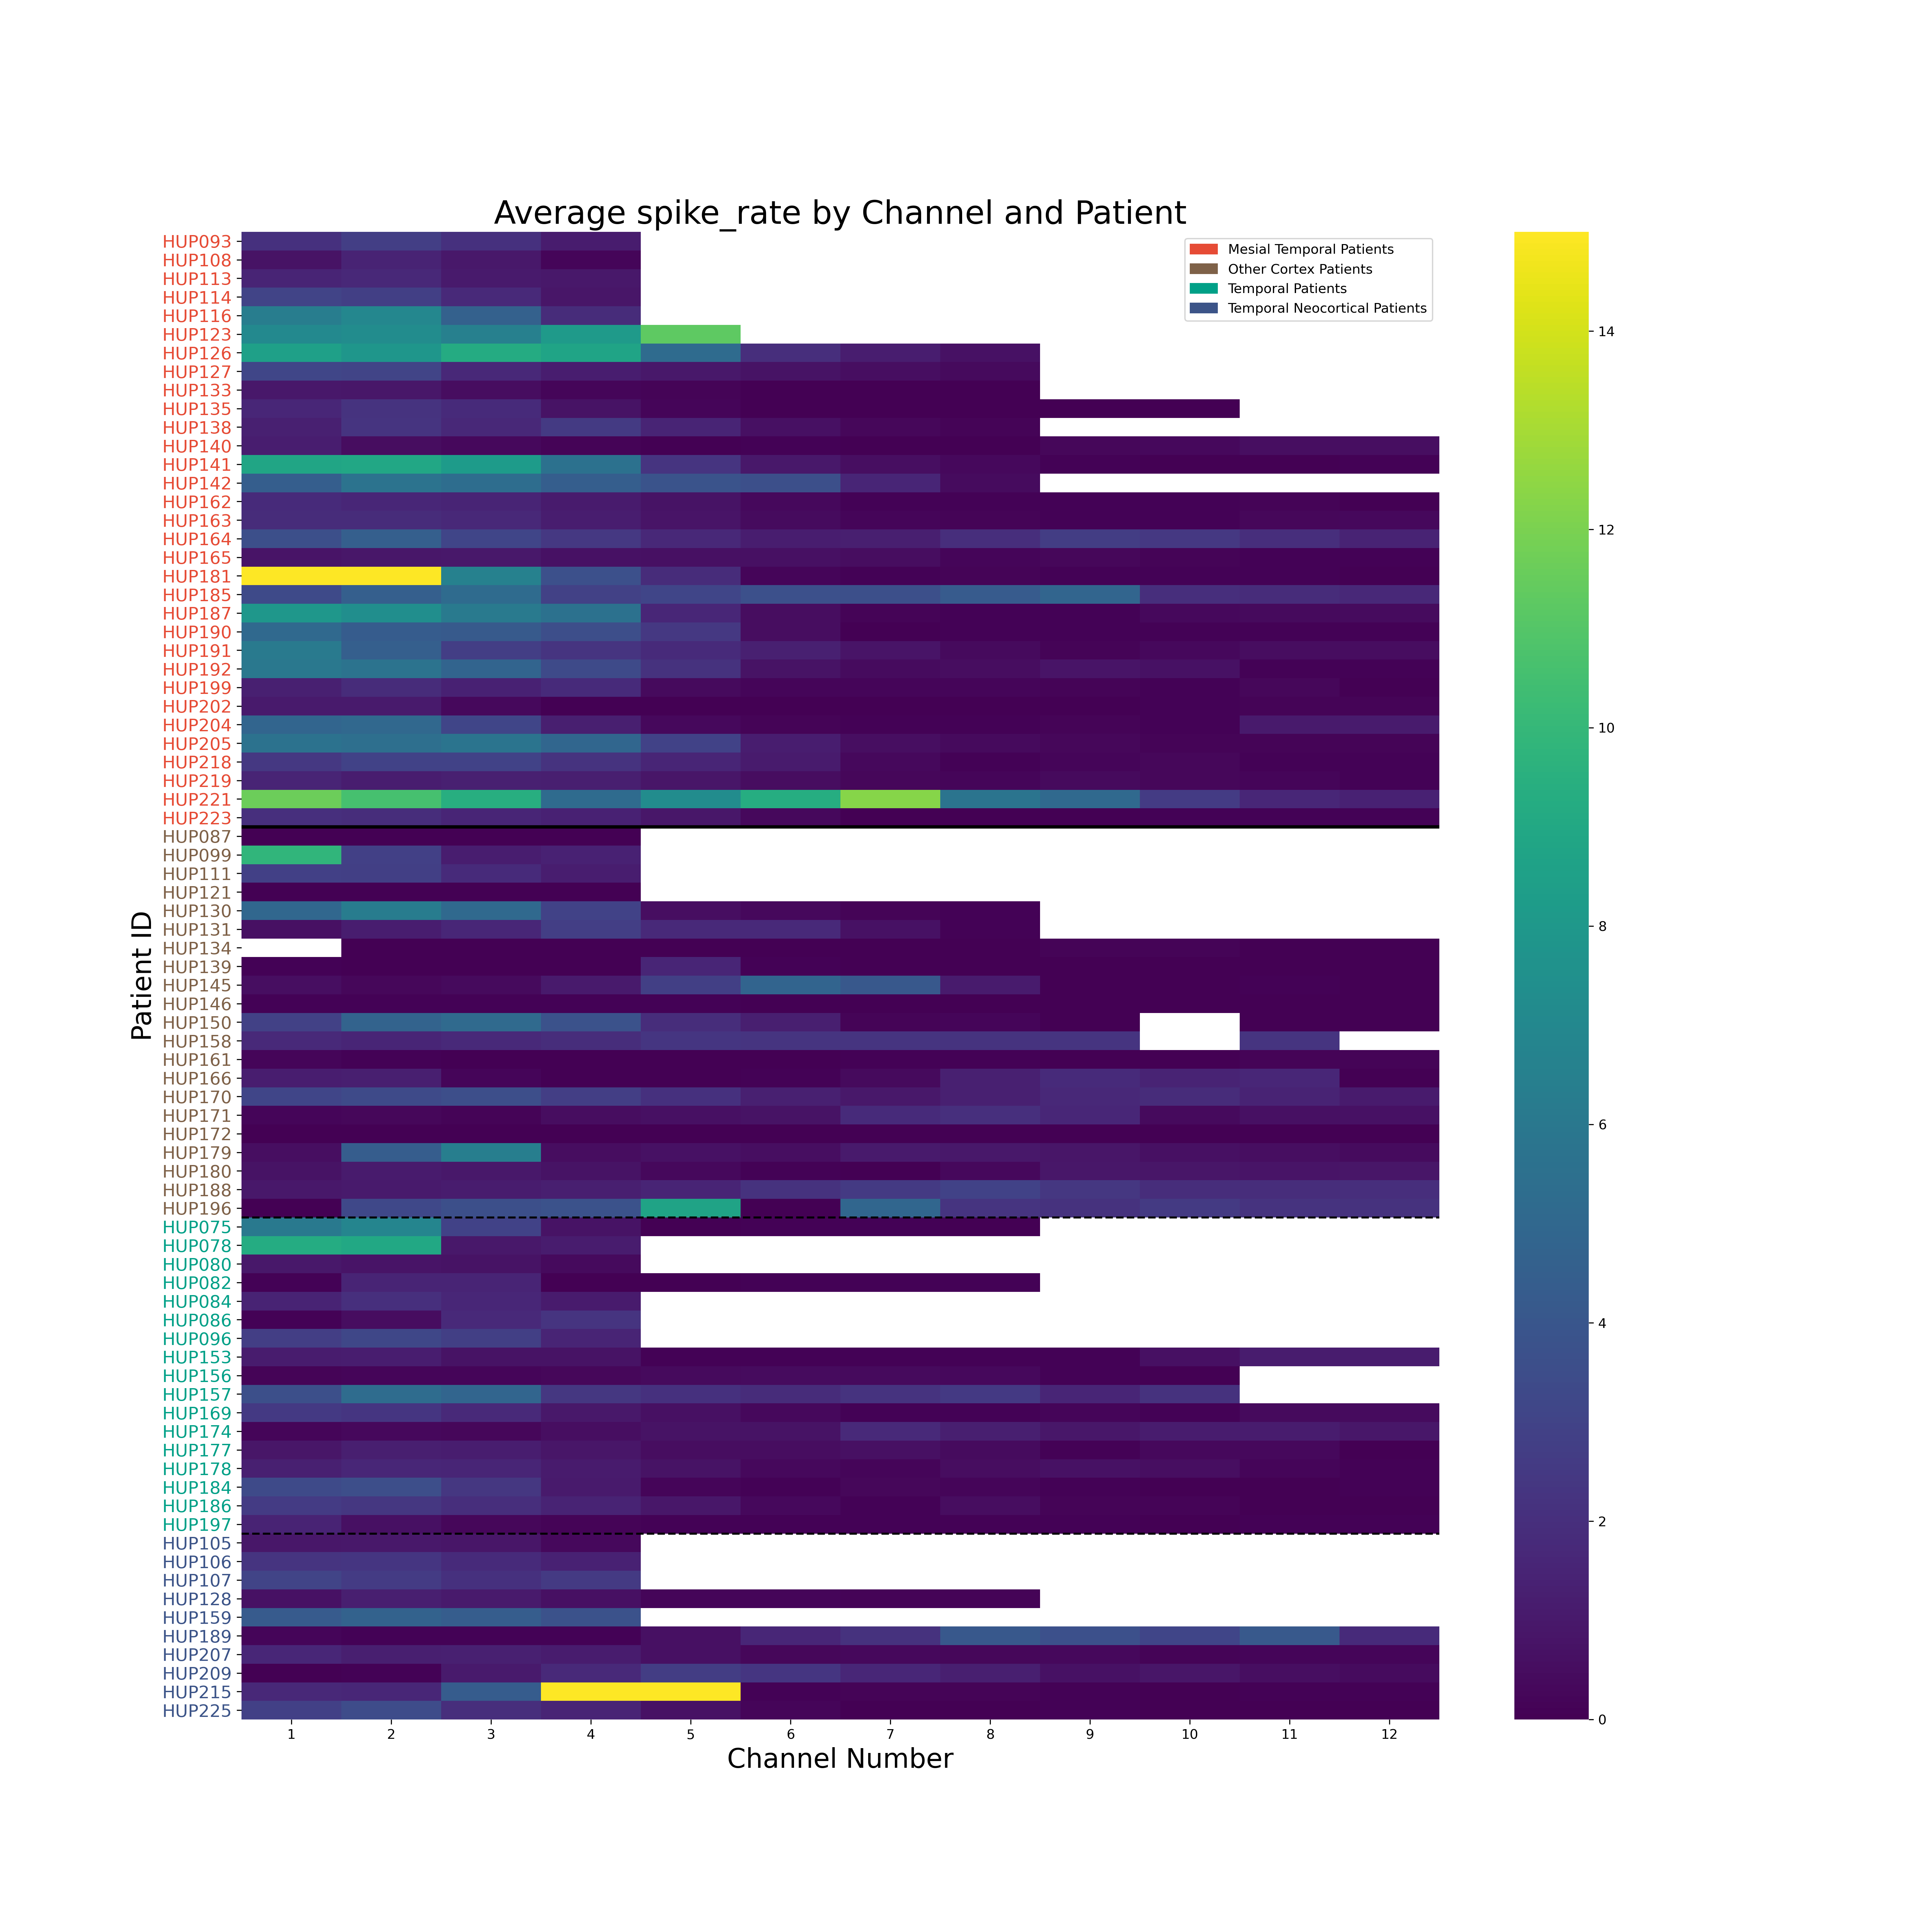 Average spike_rate by Channel and Patient
Mesial Temporal Patients
Other Cortex Patients
Temporal Patients
Temporal Neocortical Patients
Patient ID
HUP093
HUP108
HUP113
HUP114
HUP116
HUP123
HUP126
HUP127
HUP133
HUP135
HUP138
HUP140
HUP141
HUP142
HUP162
HUP163
HUP164
HUP165
HUP181
HUP185
HUP187
HUP190
HUP191
HUP192
HUP199
HUP202
HUP204
HUP205
HUP218
HUP219
HUP221
HUP223
HUP087
HUP099
HUP111
HUP121
HUP130
HUP131
HUP134
HUP139
HUP145
HUP146
HUP150
HUP158
HUP161
HUP166
HUP170
HUP171
HUP172
HUP179
HUP180
HUP188
HUP196
HUP075
HUP078
HUP080
HUP082
HUP084
HUP086
HUP096
HUP153
HUP156
HUP157
HUP169
HUP174
HUP177
HUP178
HUP184
HUP186
HUP197
HUP105
HUP106
HUP107
HUP128
HUP159
HUP189
HUP207
HUP209
HUP215
HUP225
1 2 3 4 5 6 7 8 9 10 11 12
Channel Number
14
12
10
8
6
4
2
0